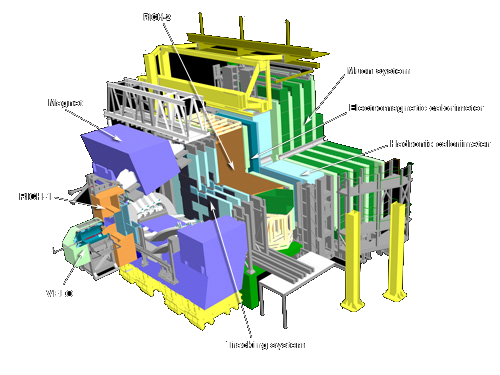 RICH-2
Muon system
Magnet
Electromagnetic calorimeter
Hadronic calorimeter
RICH-1
VELO
Tracking system